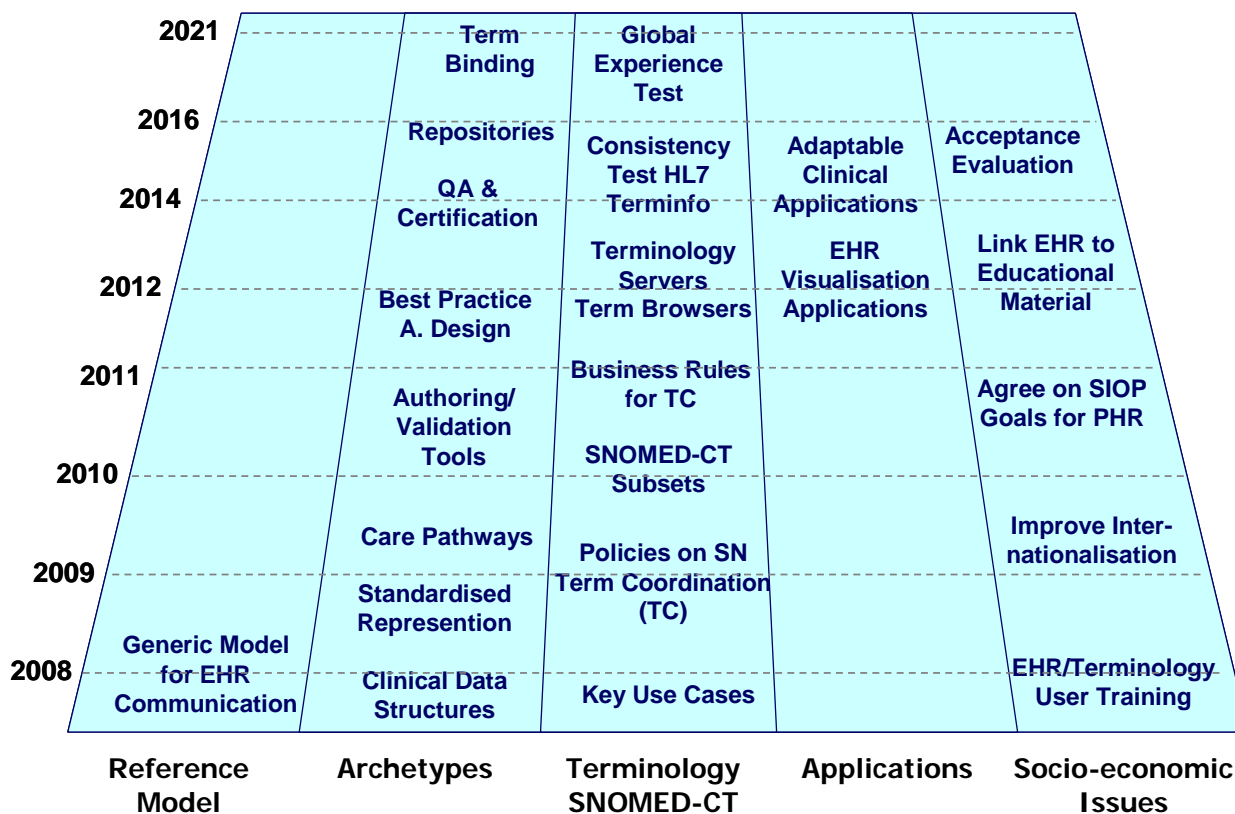 2021
Term
Binding
Global
Experience
Test
2016
Repositories
Consistency
Test HL7
Terminfo
Adaptable
Clinical
Applications
Acceptance
Evaluation
2014
QA &
Certification
Terminology
Servers
Term Browsers
EHR
Visualisation
Applications
Link EHR to
Educational
Material
2012
Best Practice
A. Design
2011
Business Rules
for TC
Agree on SIOP
Goals for PHR
Authoring/
Validation
Tools
SNOMED-CT
Subsets
2010
Care Pathways
Policies on SN
Term Coordination
(TC)
Improve Inter-
nationalisation
2009
Standardised
Represention
Generic Model
for EHR
Communication
2008
Clinical Data
Structures
Key Use Cases
EHR/Terminology
User Training
Reference
Model
Archetypes
Terminology
SNOMED-CT
Applications
Socio-economic
Issues